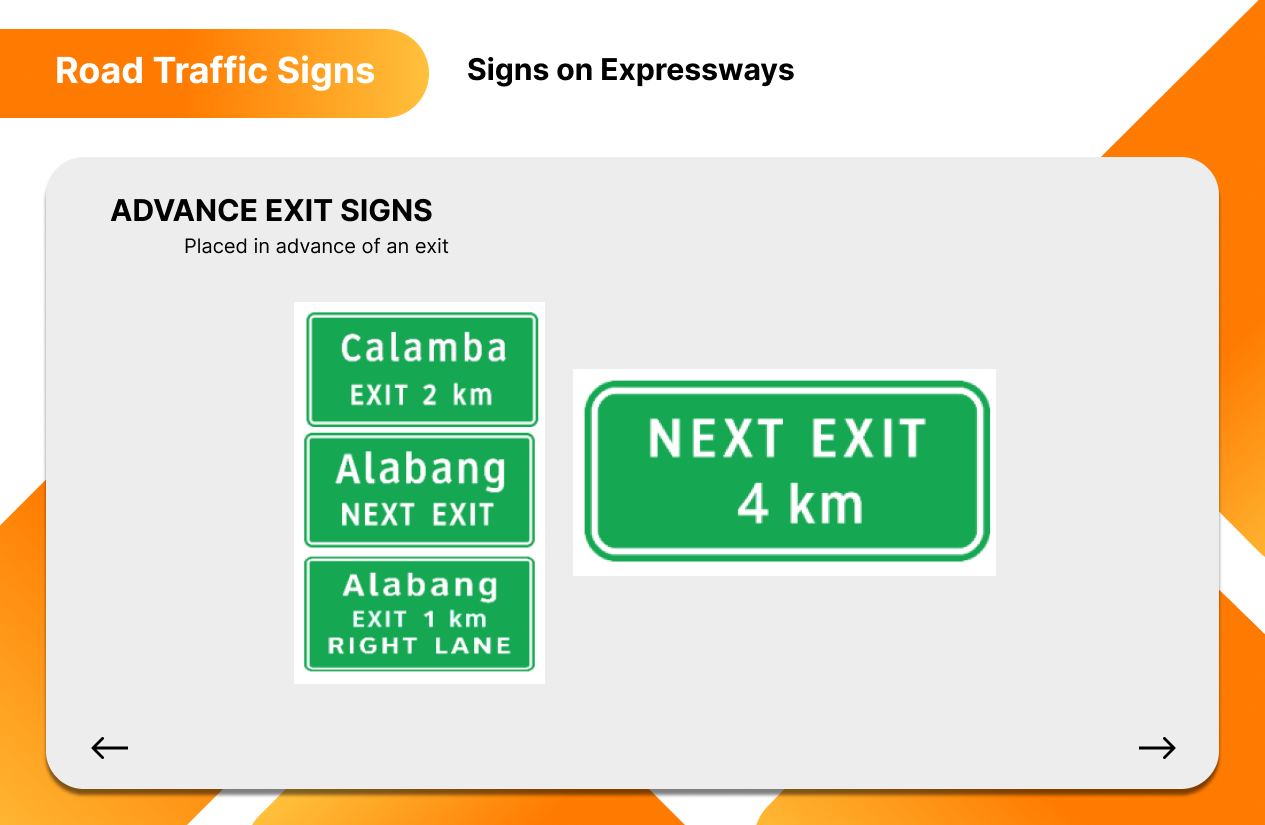 Road Traffic Signs
Signs on Expressways
ADVANCE EXIT SIGNS
Placed in advance of an exit
Calamba
EXIT 2 km
Alabang
NEXT EXIT
Alabang
EXIT 1 km
RIGHT LANE
NEXT EXIT
4 km